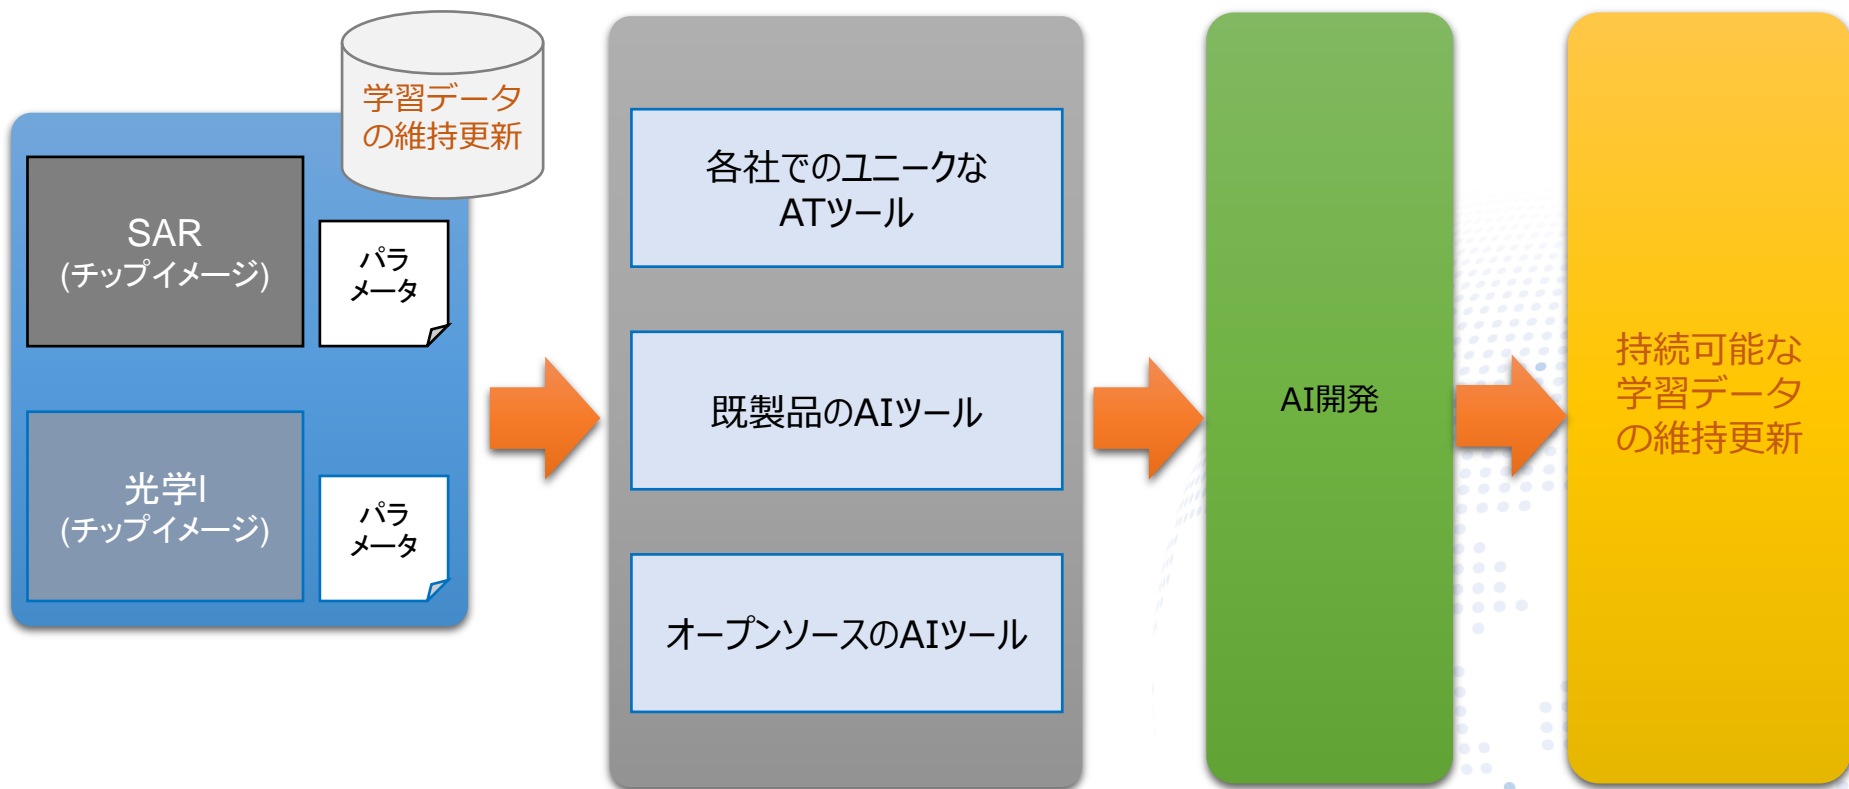 学習データ
の維持更新
SAR
(チップイメージ)
パラ
メータ
光学l
(チップイメージ)
パラ
メータ
各社でのユニークな
ATツール
既製品のAIツール
オープンソースのAIツール
AI開発
持続可能な
学習データ
の維持更新